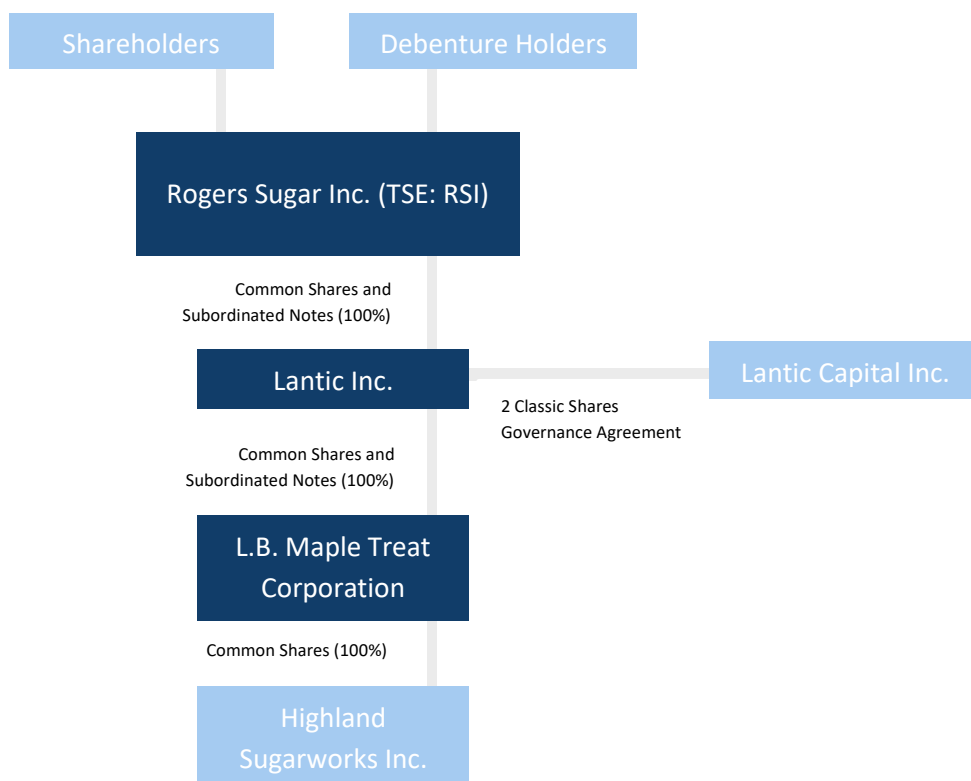 Shareholders
Debenture Holders
Rogers Sugar Inc. (TSE: RSI)
Common Shares and
Subordinated Notes (100%)
Lantic Inc.
Lantic Capital Inc.
2 Classic Shares
Governance Agreement
Common Shares and
Subordinated Notes (100%)
L.B. Maple Treat
Corporation
Common Shares (100%)
Highland
Sugarworks Inc.